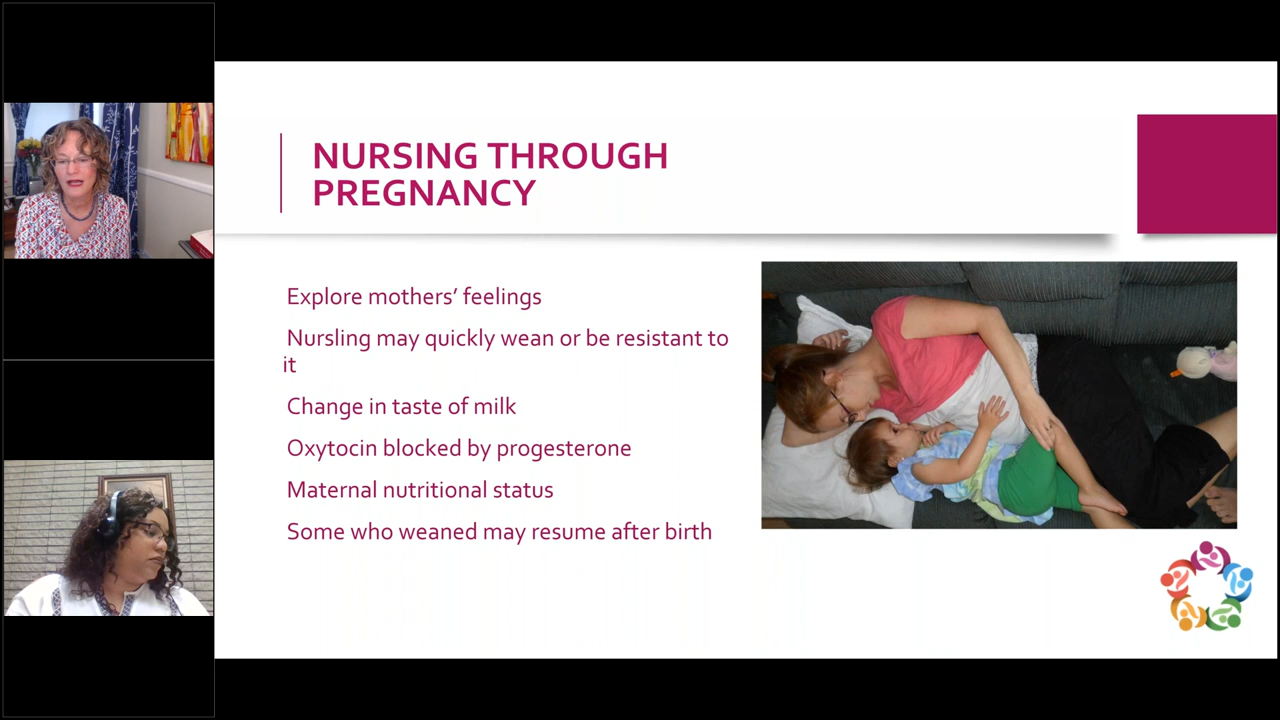 NURSING THROUGH
PREGNANCY
Explore mothers’ feelings
Nursling may quickly wean or be resistant to
it
Change in taste of milk
Oxytocin blocked by progesterone
Maternal nutritional status
Some who weaned may resume after birth